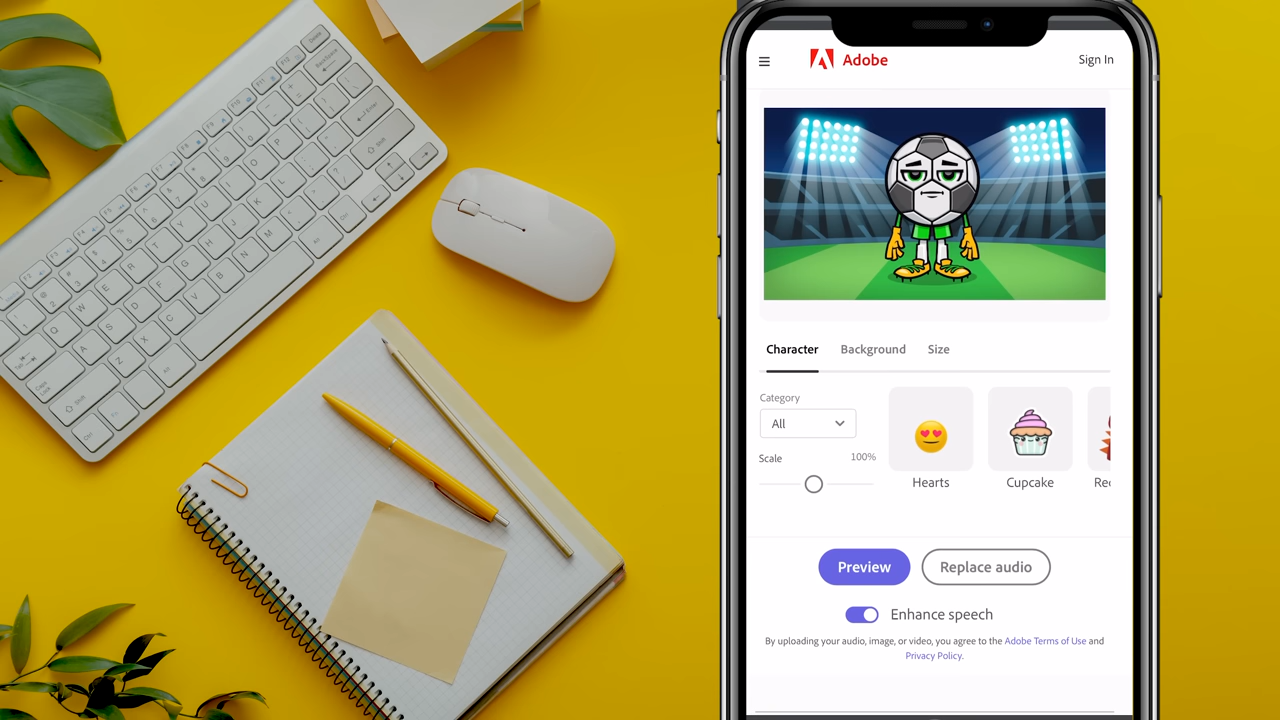 Adobe
Sign In
Character
Background
Size
Category
All
Scale
100%
Hearts
Cupcake
Preview
Replace audio
Enhance speech
By uploading your audio, image, or video, you agree to the Adobe Terms of Use and
Privacy Policy.